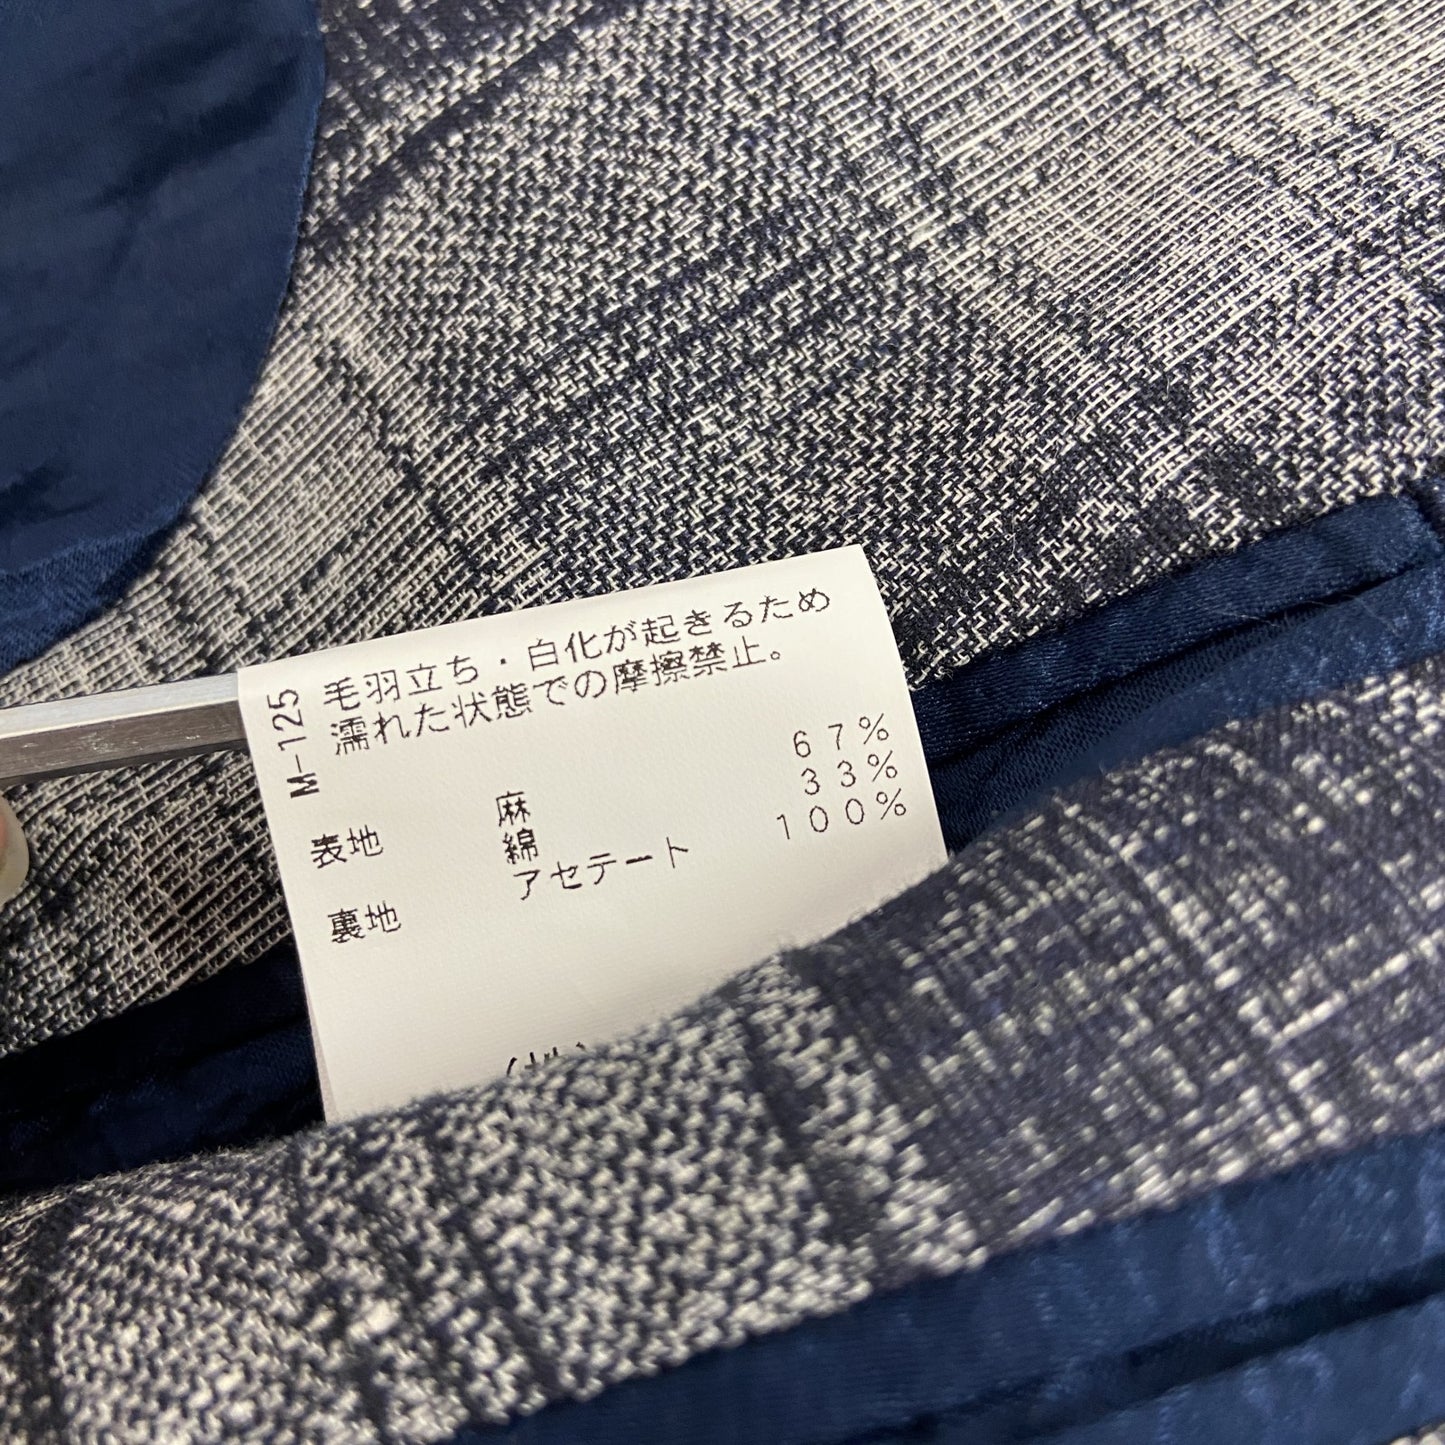 M-125
毛羽立ち・白化が起きるため
濡れた状態での摩擦禁止。
表地 麻 67%
綿 33%
裏地 アセテート 100%